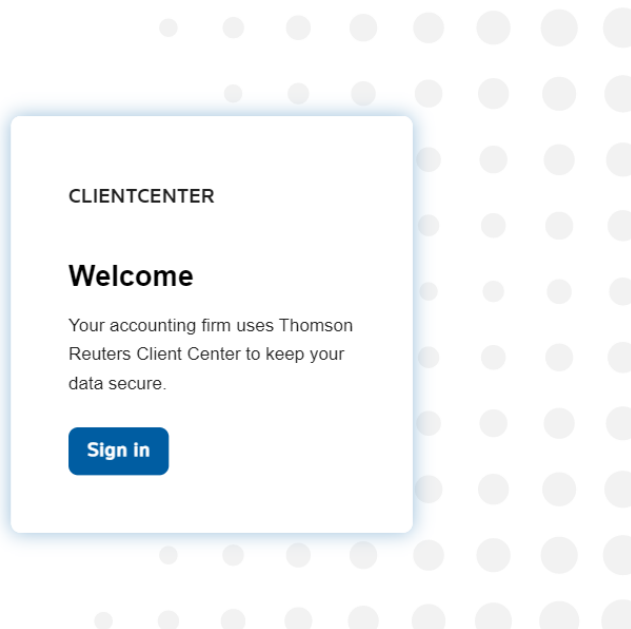 CLIENTCENTER
Welcome
Your accounting firm uses Thomson
Reuters Client Center to keep your
data secure.
Sign in